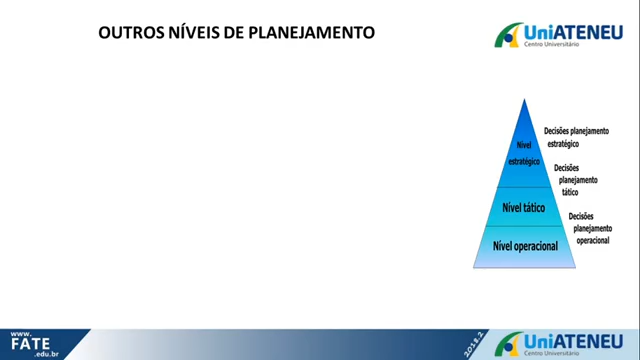 OUTROS NÍVEIS DE PLANEJAMENTO
UniATENEU
Centro Universitário
Nível
estratégico
Nível tático
Nível operacional
Decisões planejamento
estratégico
Decisões
planejamento
tático
Decisões
planejamento
operacional
www.
FATE
.edu.br
2018.2
UniATENEU
Centro Universitário